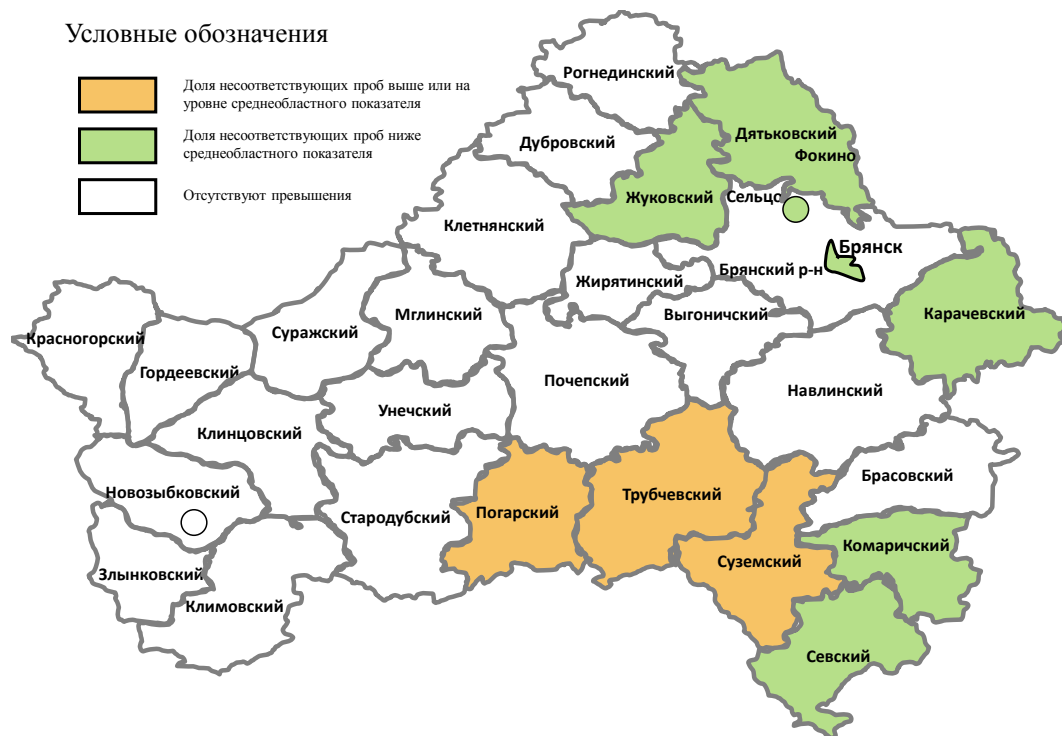 Условные обозначения
Доля несоответствующих проб выше или на
уровне среднеобластного показателя
Доля несоответствующих проб ниже
среднеобластного показателя
Отсутствуют превышения
Рогнединский
Дубровский
Дятьковский
Фокино
Жуковский
Сельцо
Клетнянский
Брянск
Брянский р-н
Жирятинский
Выгоничский
Карачевский
Мглинский
Суражский
Красногорский
Гордеевский
Почепский
Навлинский
Унечский
Клинцовский
Брасовский
Новозыбковский
Трубчевский
Погарский
Стародубский
Комаричский
Суземский
Злынковский
Климовский
Севский